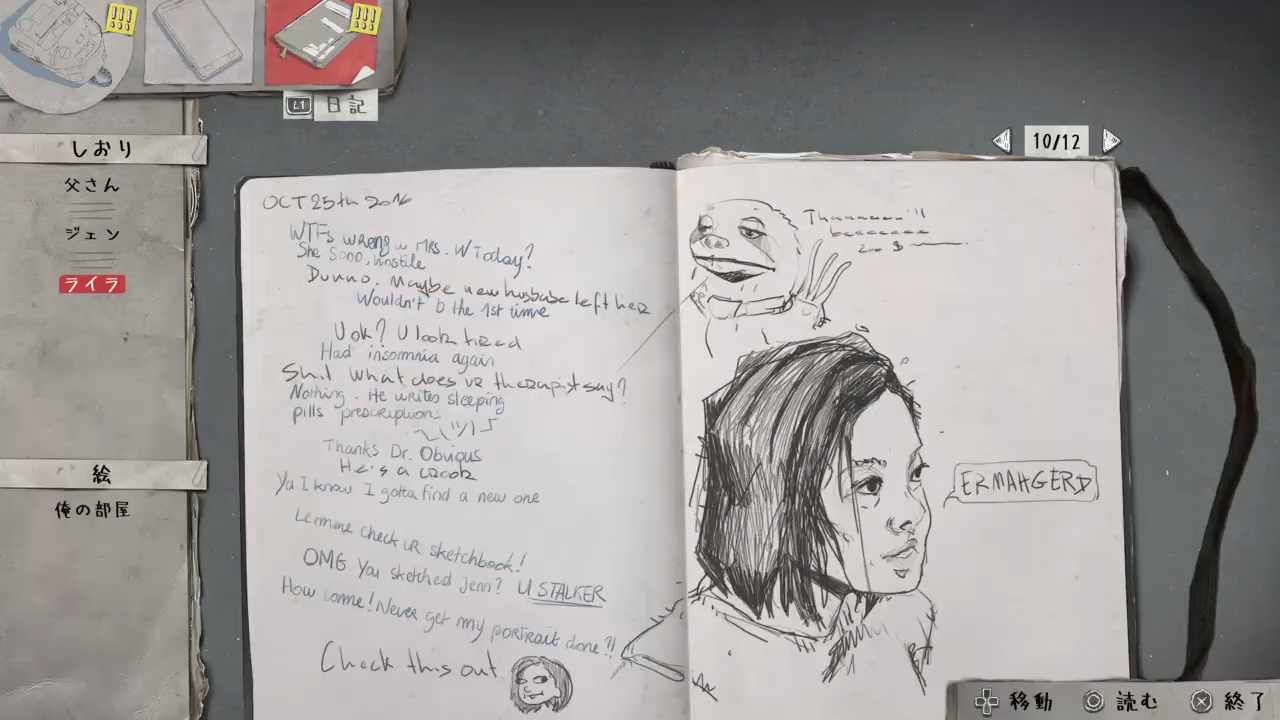 L1 日記
しおり
父さん
ジェン
ライラ
絵
俺の部屋
10/12
OCT 25th 2016
WTFs wrong w MRS. W Today?
She sooo hostile
Dunno. Maybe new husbabe left her
Wouldn't b the 1st time
U ok? U look tired
Had insomnia again
Shit what does ur therapist say?
Nothing. He writes sleeping
pills prescription
Thanks Dr. Obvious
He's a crook
Ya I know I gotta find a new one
Lemme check ur sketchbook!
OMG You sketched jenn? U STALKER
How come! Never get my portrait done?!
Check this out
ERMAHGERD
移動 読む 終了